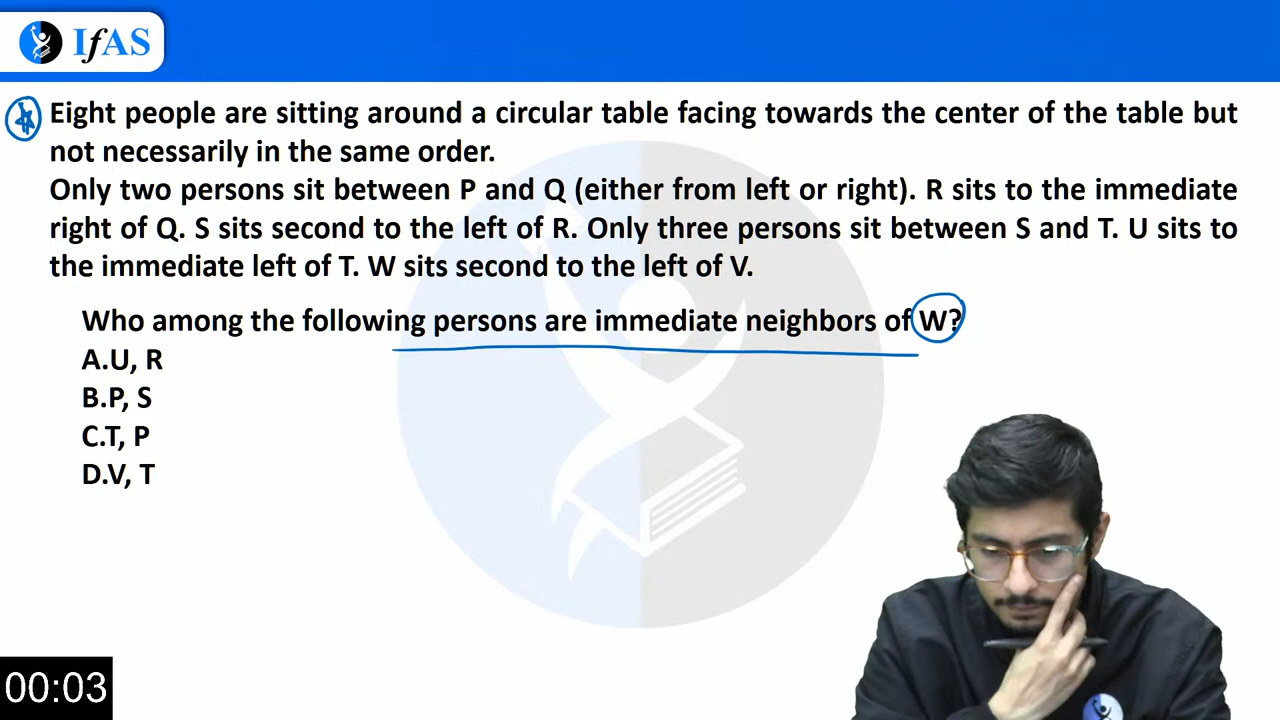 IfAS
Eight people are sitting around a circular table facing towards the center of the table but
not necessarily in the same order.
Only two persons sit between P and Q (either from left or right). R sits to the immediate
right of Q. S sits second to the left of R. Only three persons sit between S and T. U sits to
the immediate left of T. W sits second to the left of V.
Who among the following persons are immediate neighbors of W?
A.U, R
B.P, S
C.T, P
D.V, T
00:03